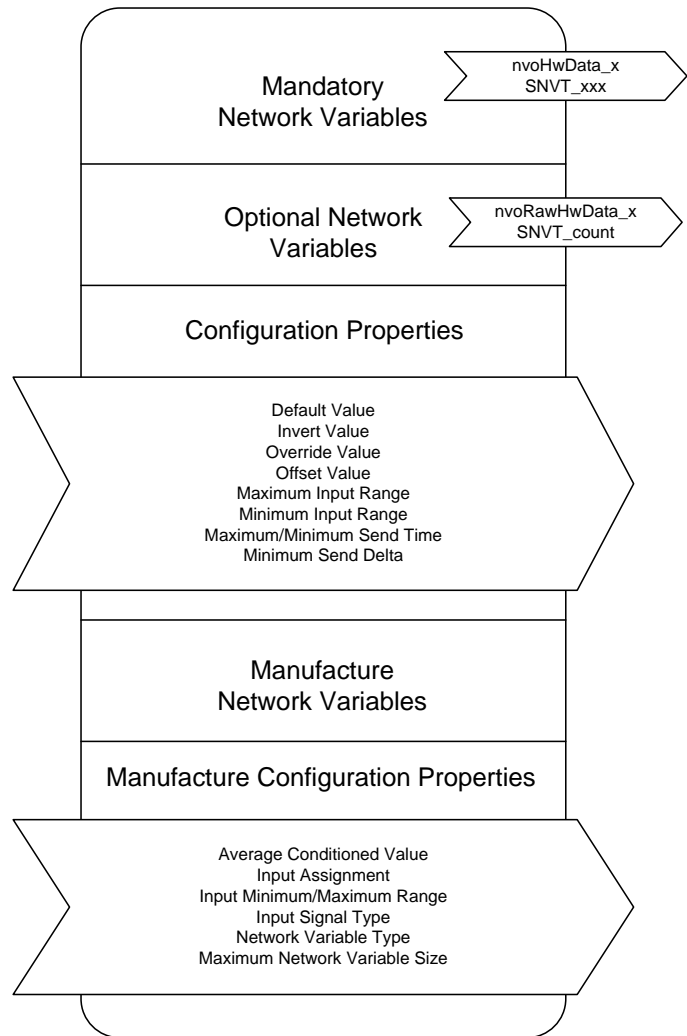 Mandatory
Network Variables
nvoHwData_x
SNVT_xxx
Optional Network
Variables
nvoRawHwData_x
SNVT_count
Configuration Properties
Default Value
Invert Value
Override Value
Offset Value
Maximum Input Range
Minimum Input Range
Maximum/Minimum Send Time
Minimum Send Delta
Manufacture
Network Variables
Manufacture Configuration Properties
Average Conditioned Value
Input Assignment
Input Minimum/Maximum Range
Input Signal Type
Network Variable Type
Maximum Network Variable Size